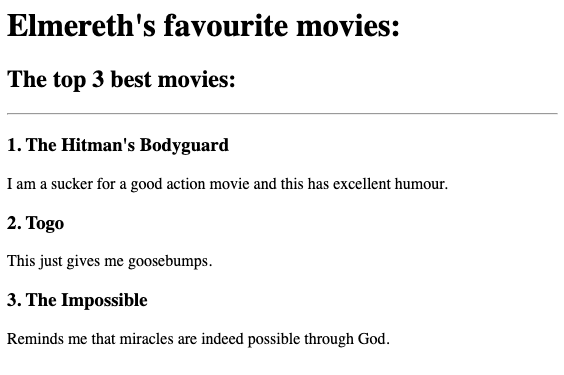 Elmereth's favourite movies:
The top 3 best movies:
1. The Hitman's Bodyguard
I am a sucker for a good action movie and this has excellent humour.
2. Togo
This just gives me goosebumps.
3. The Impossible
Reminds me that miracles are indeed possible through God.